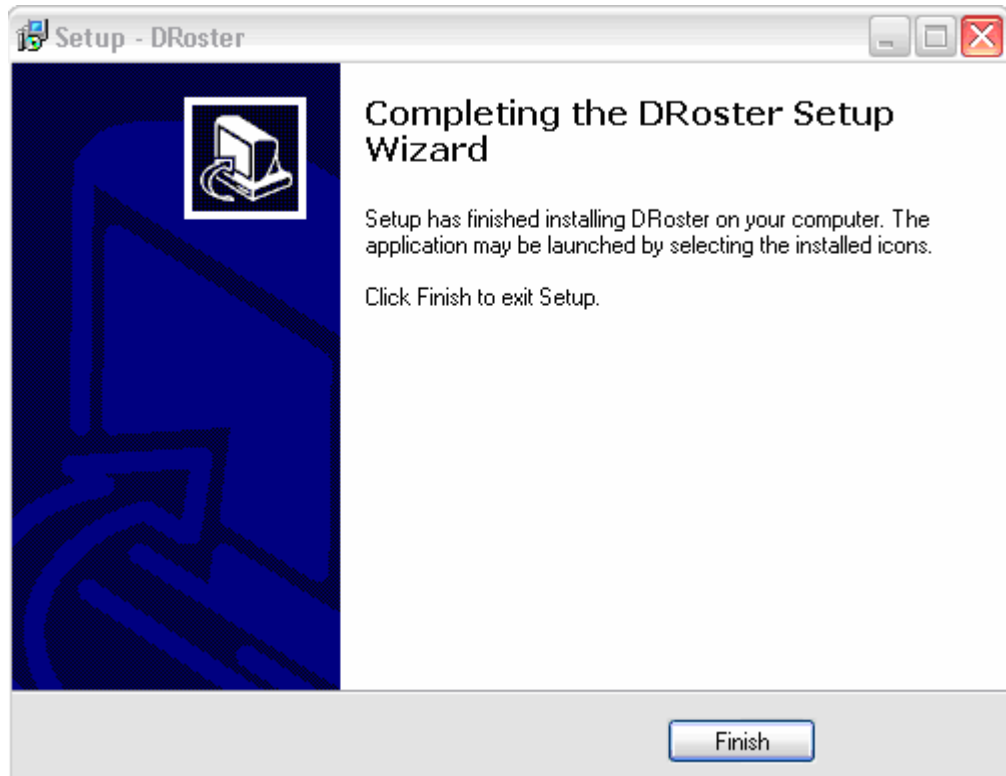 Setup - DRoster
Completing the DRoster Setup
Wizard
Setup has finished installing DRoster on your computer. The
application may be launched by selecting the installed icons.
Click Finish to exit Setup.
Finish